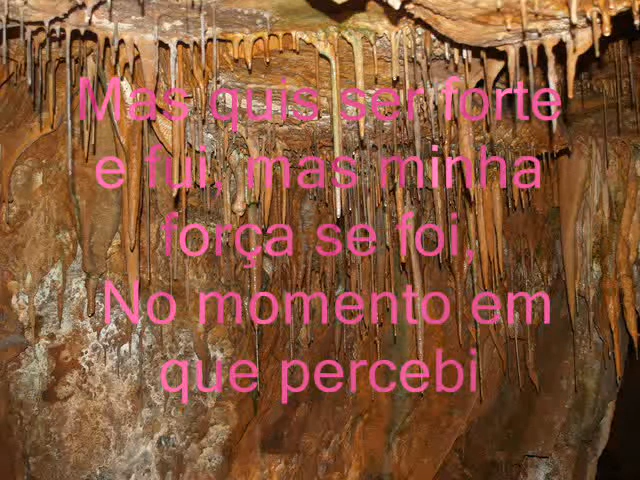 Mas quis ser forte
e fui, mas minha
força se foi,
No momento em
que percebi